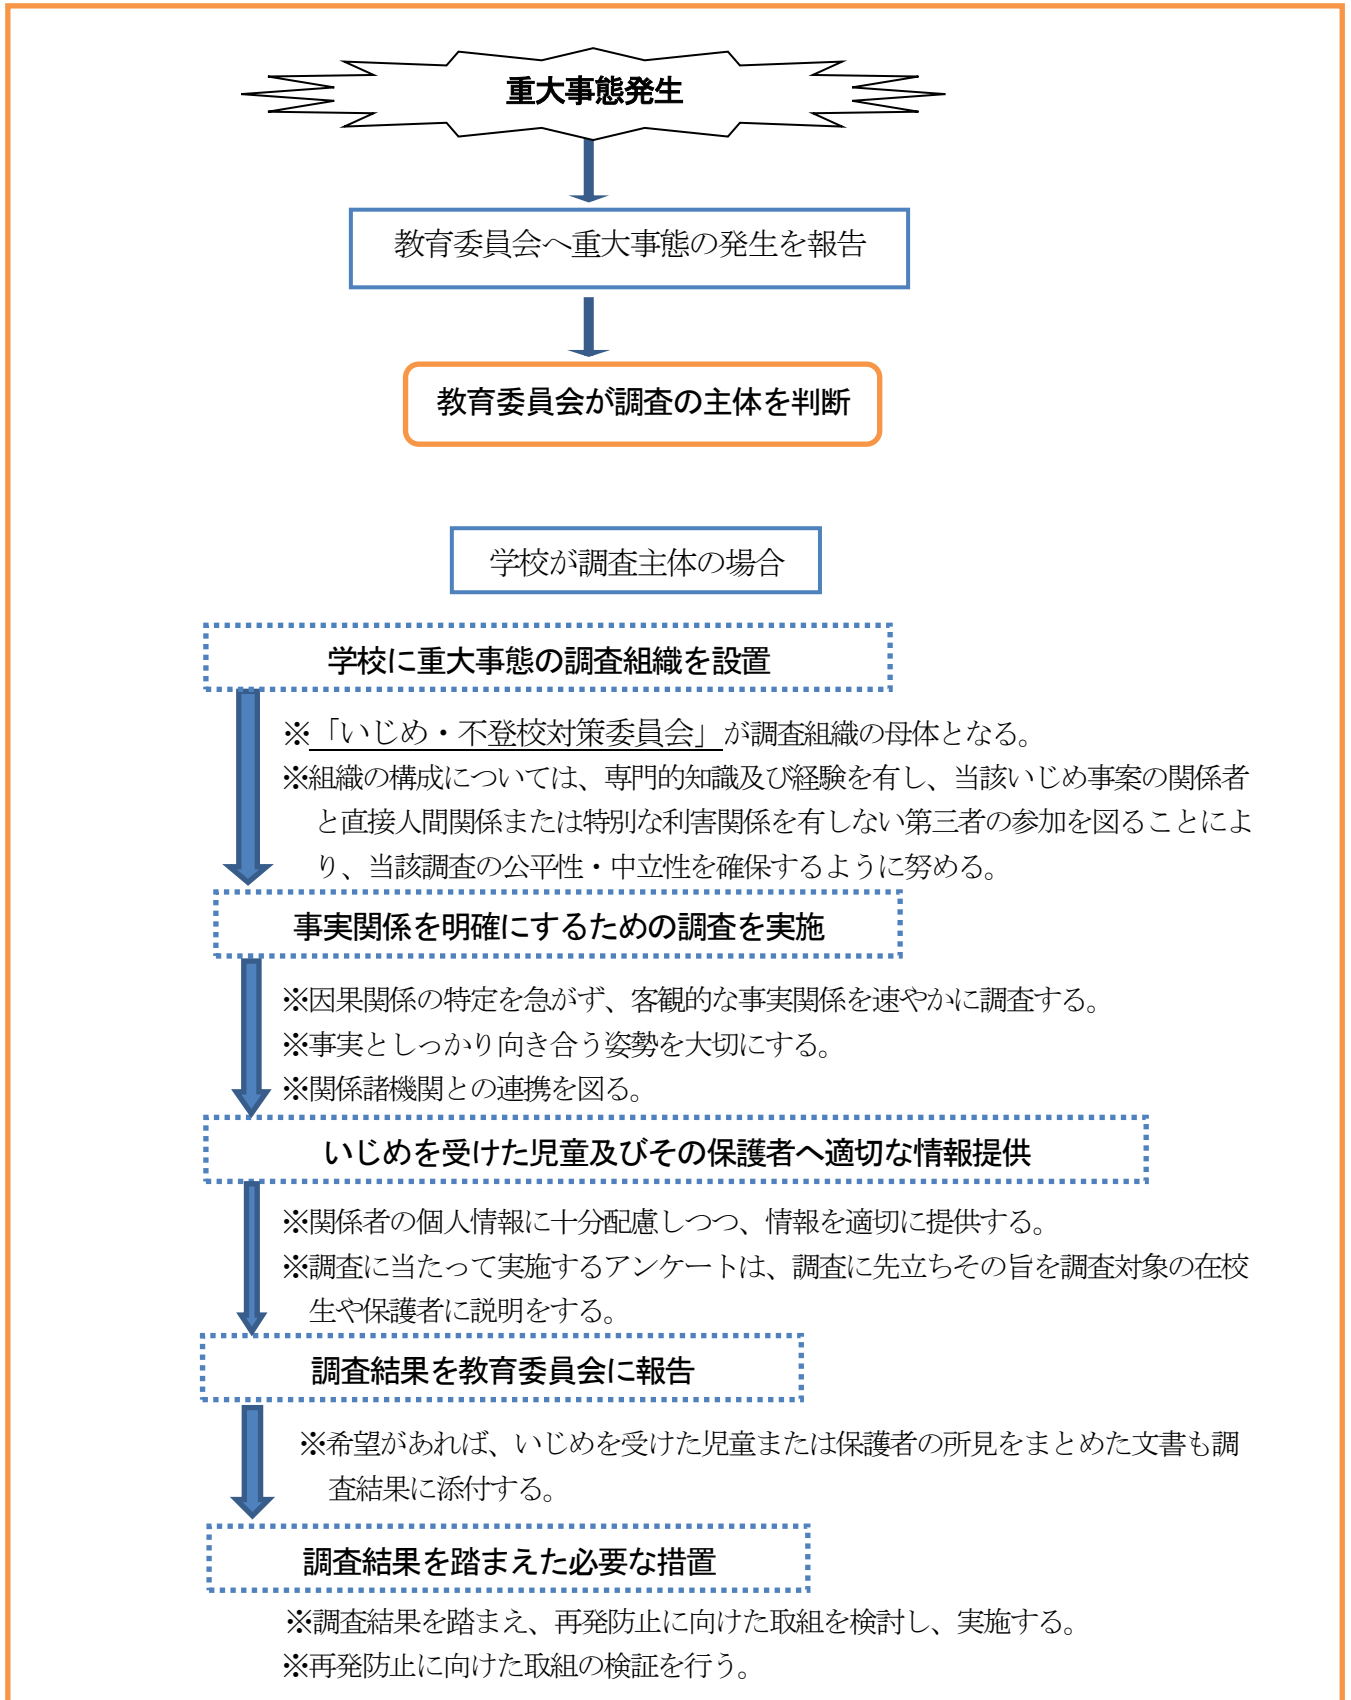 重大事態発生
教育委員会へ重大事態の発生を報告
教育委員会が調査の主体を判断
学校が調査主体の場合
学校に重大事態の調査組織を設置
※「いじめ・不登校対策委員会」が調査組織の母体となる。
※組織の構成については、専門的知識及び経験を有し、当該いじめ事案の関係者
と直接人間関係または特別な利害関係を有しない第三者の参加を図ることによ
り、当該調査の公平性・中立性を確保するように努める。
事実関係を明確にするための調査を実施
※因果関係の特定を急がず、客観的な事実関係を速やかに調査する。
※事実としっかり向き合う姿勢を大切にする。
※関係諸機関との連携を図る。
いじめを受けた児童及びその保護者へ適切な情報提供
※関係者の個人情報に十分配慮しつつ、情報を適切に提供する。
※調査に当たって実施するアンケートは、調査に先立ちその旨を調査対象の在校
生や保護者に説明をする。
調査結果を教育委員会に報告
※希望があれば、いじめを受けた児童または保護者の所見をまとめた文書も調
査結果に添付する。
調査結果を踏まえた必要な措置
※調査結果を踏まえ、再発防止に向けた取組を検討し、実施する。
※再発防止に向けた取組の検証を行う。